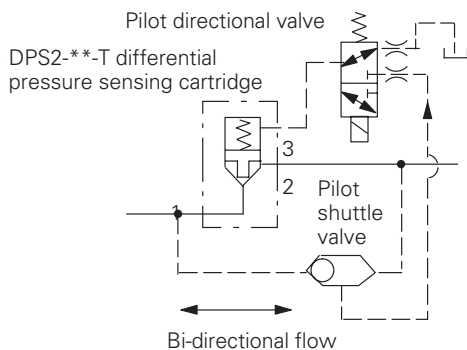 Pilot directional valve
DPS2-**-T differential
pressure sensing cartridge
3
2
Pilot
shuttle
valve
1
Bi-directional flow